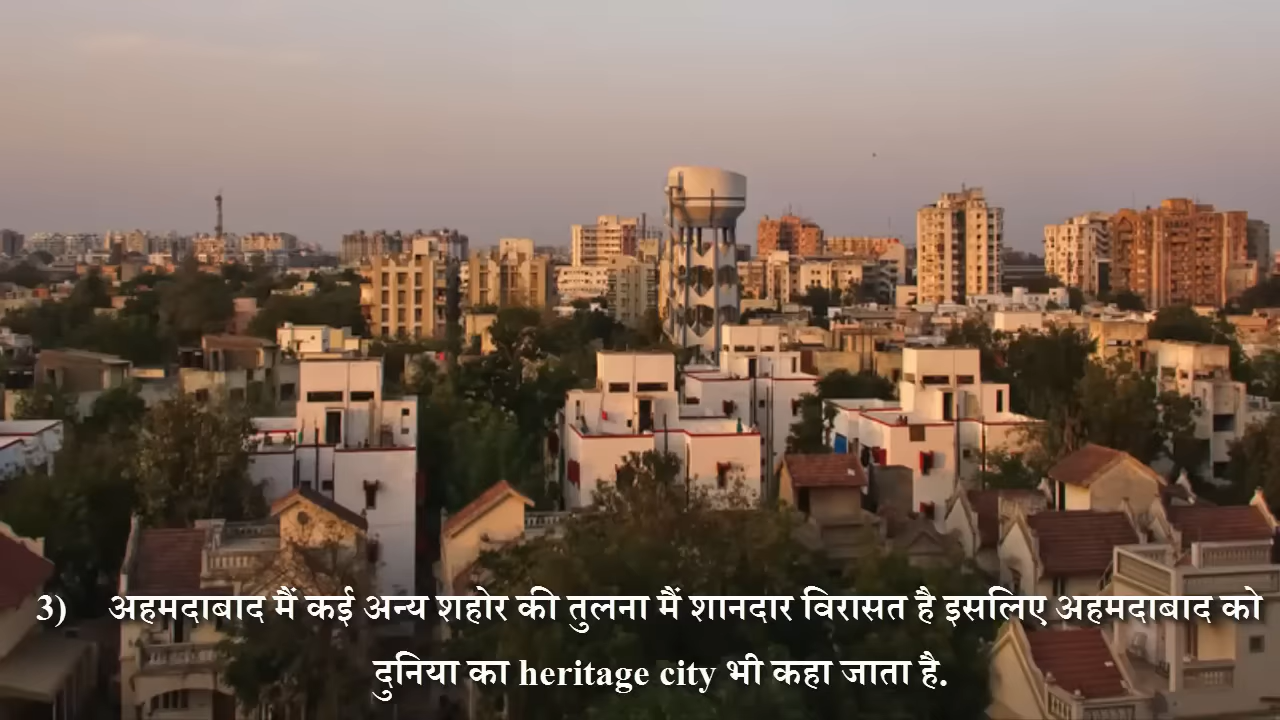 3) अहमदाबाद मैं कई अन्य शहोर की तुलना मैं शानदार विरासत है इसलिए अहमदाबाद को
दुनिया का heritage city भी कहा जाता है.